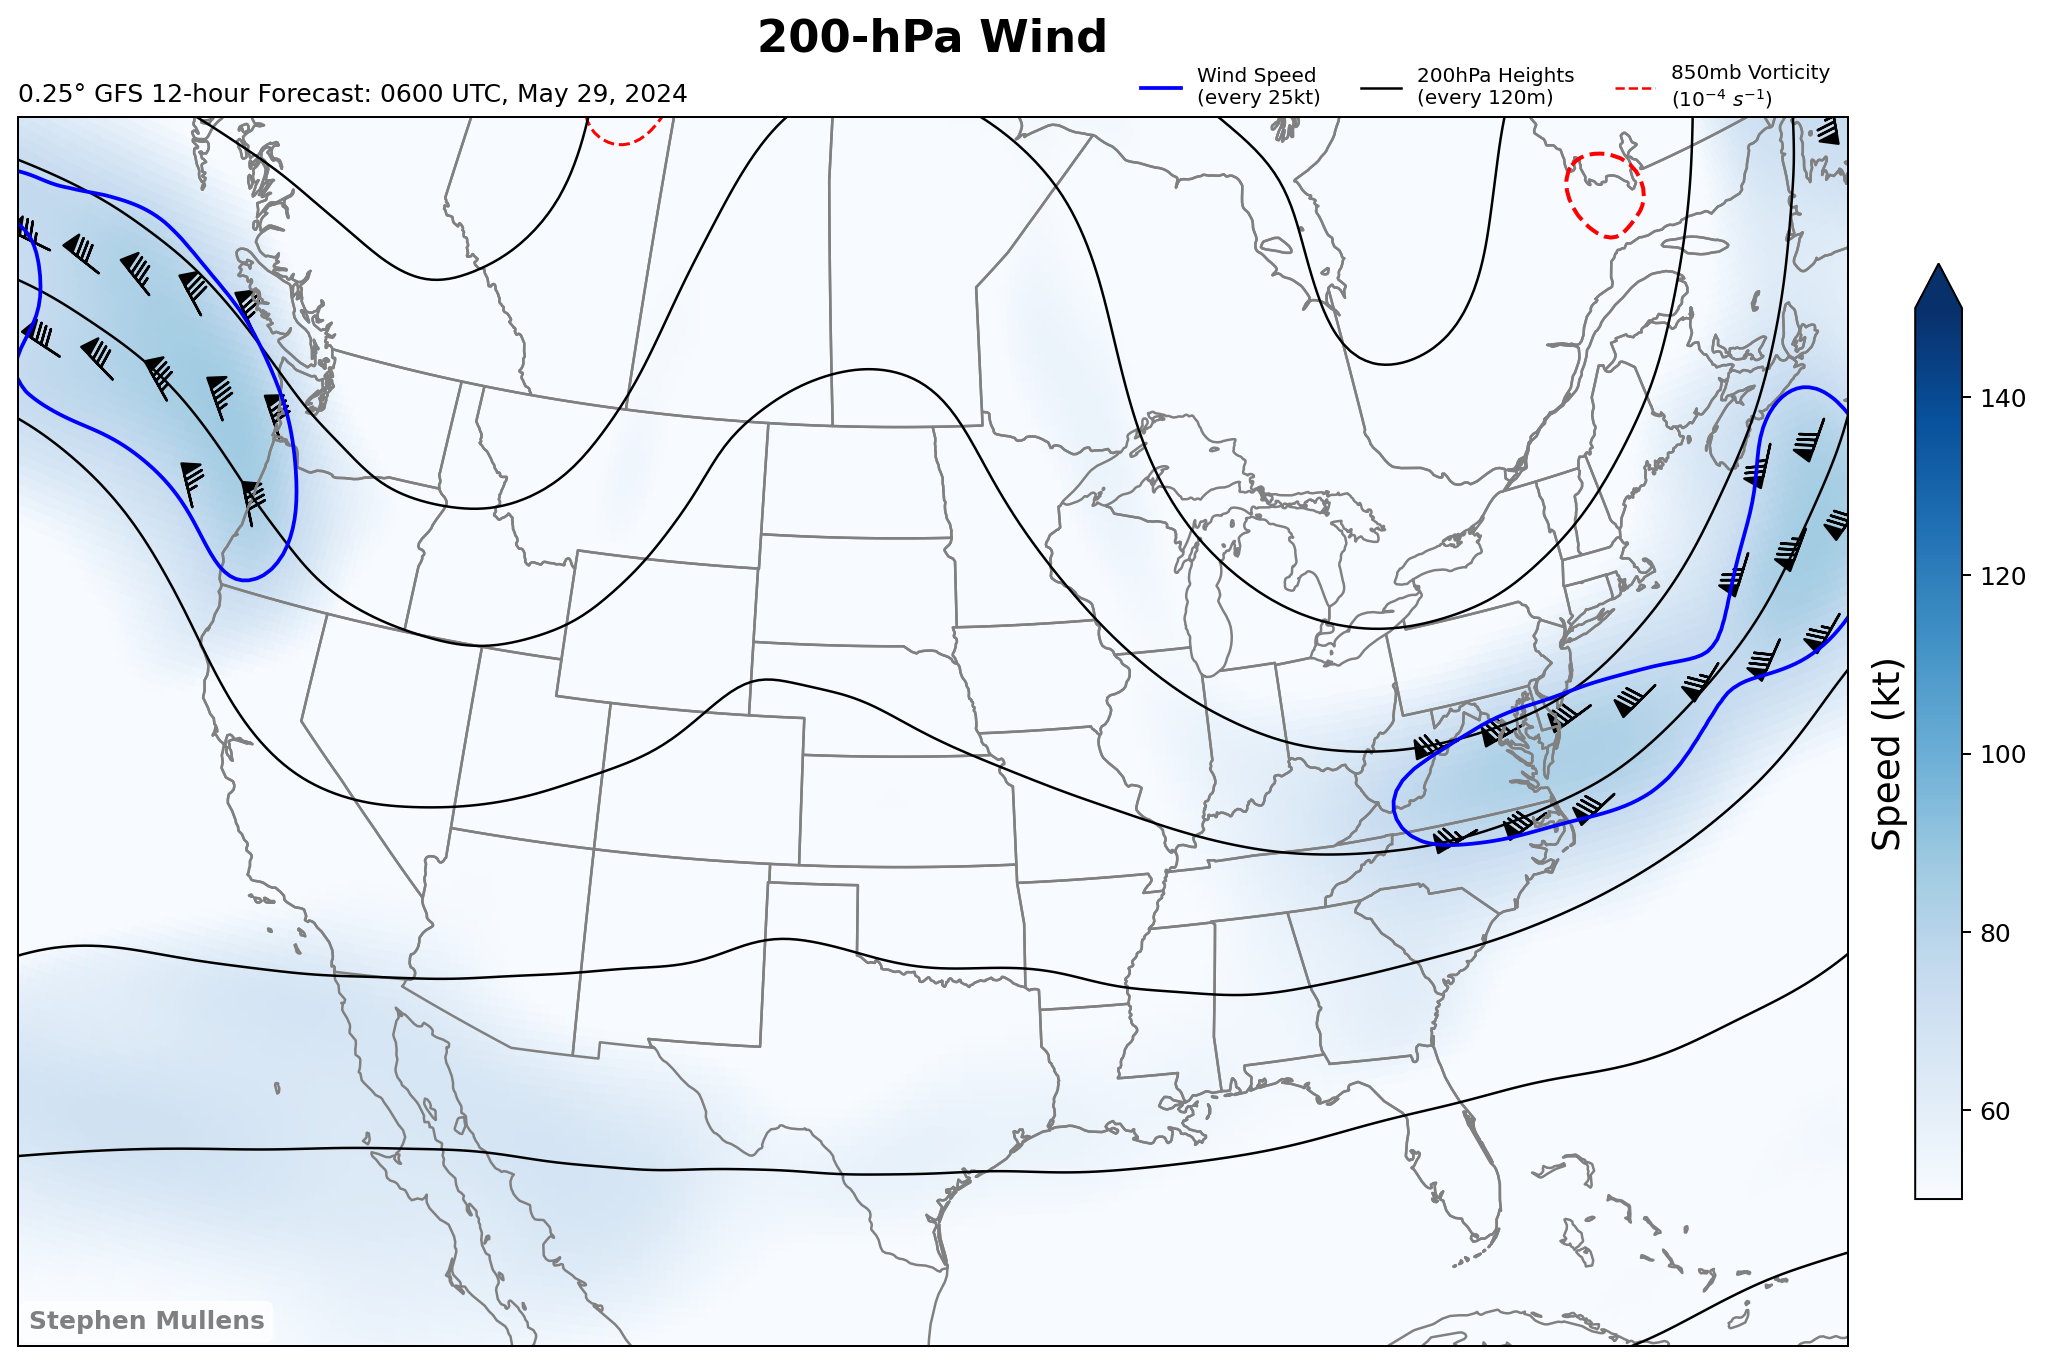 200-hPa Wind
0.25° GFS 12-hour Forecast: 0600 UTC, May 29, 2024
Wind Speed
(every 25kt)
200hPa Heights
(every 120m)
850mb Vorticity
(10⁻⁴ s⁻¹)
140
120
100
80
60
Speed (kt)
Stephen Mullens